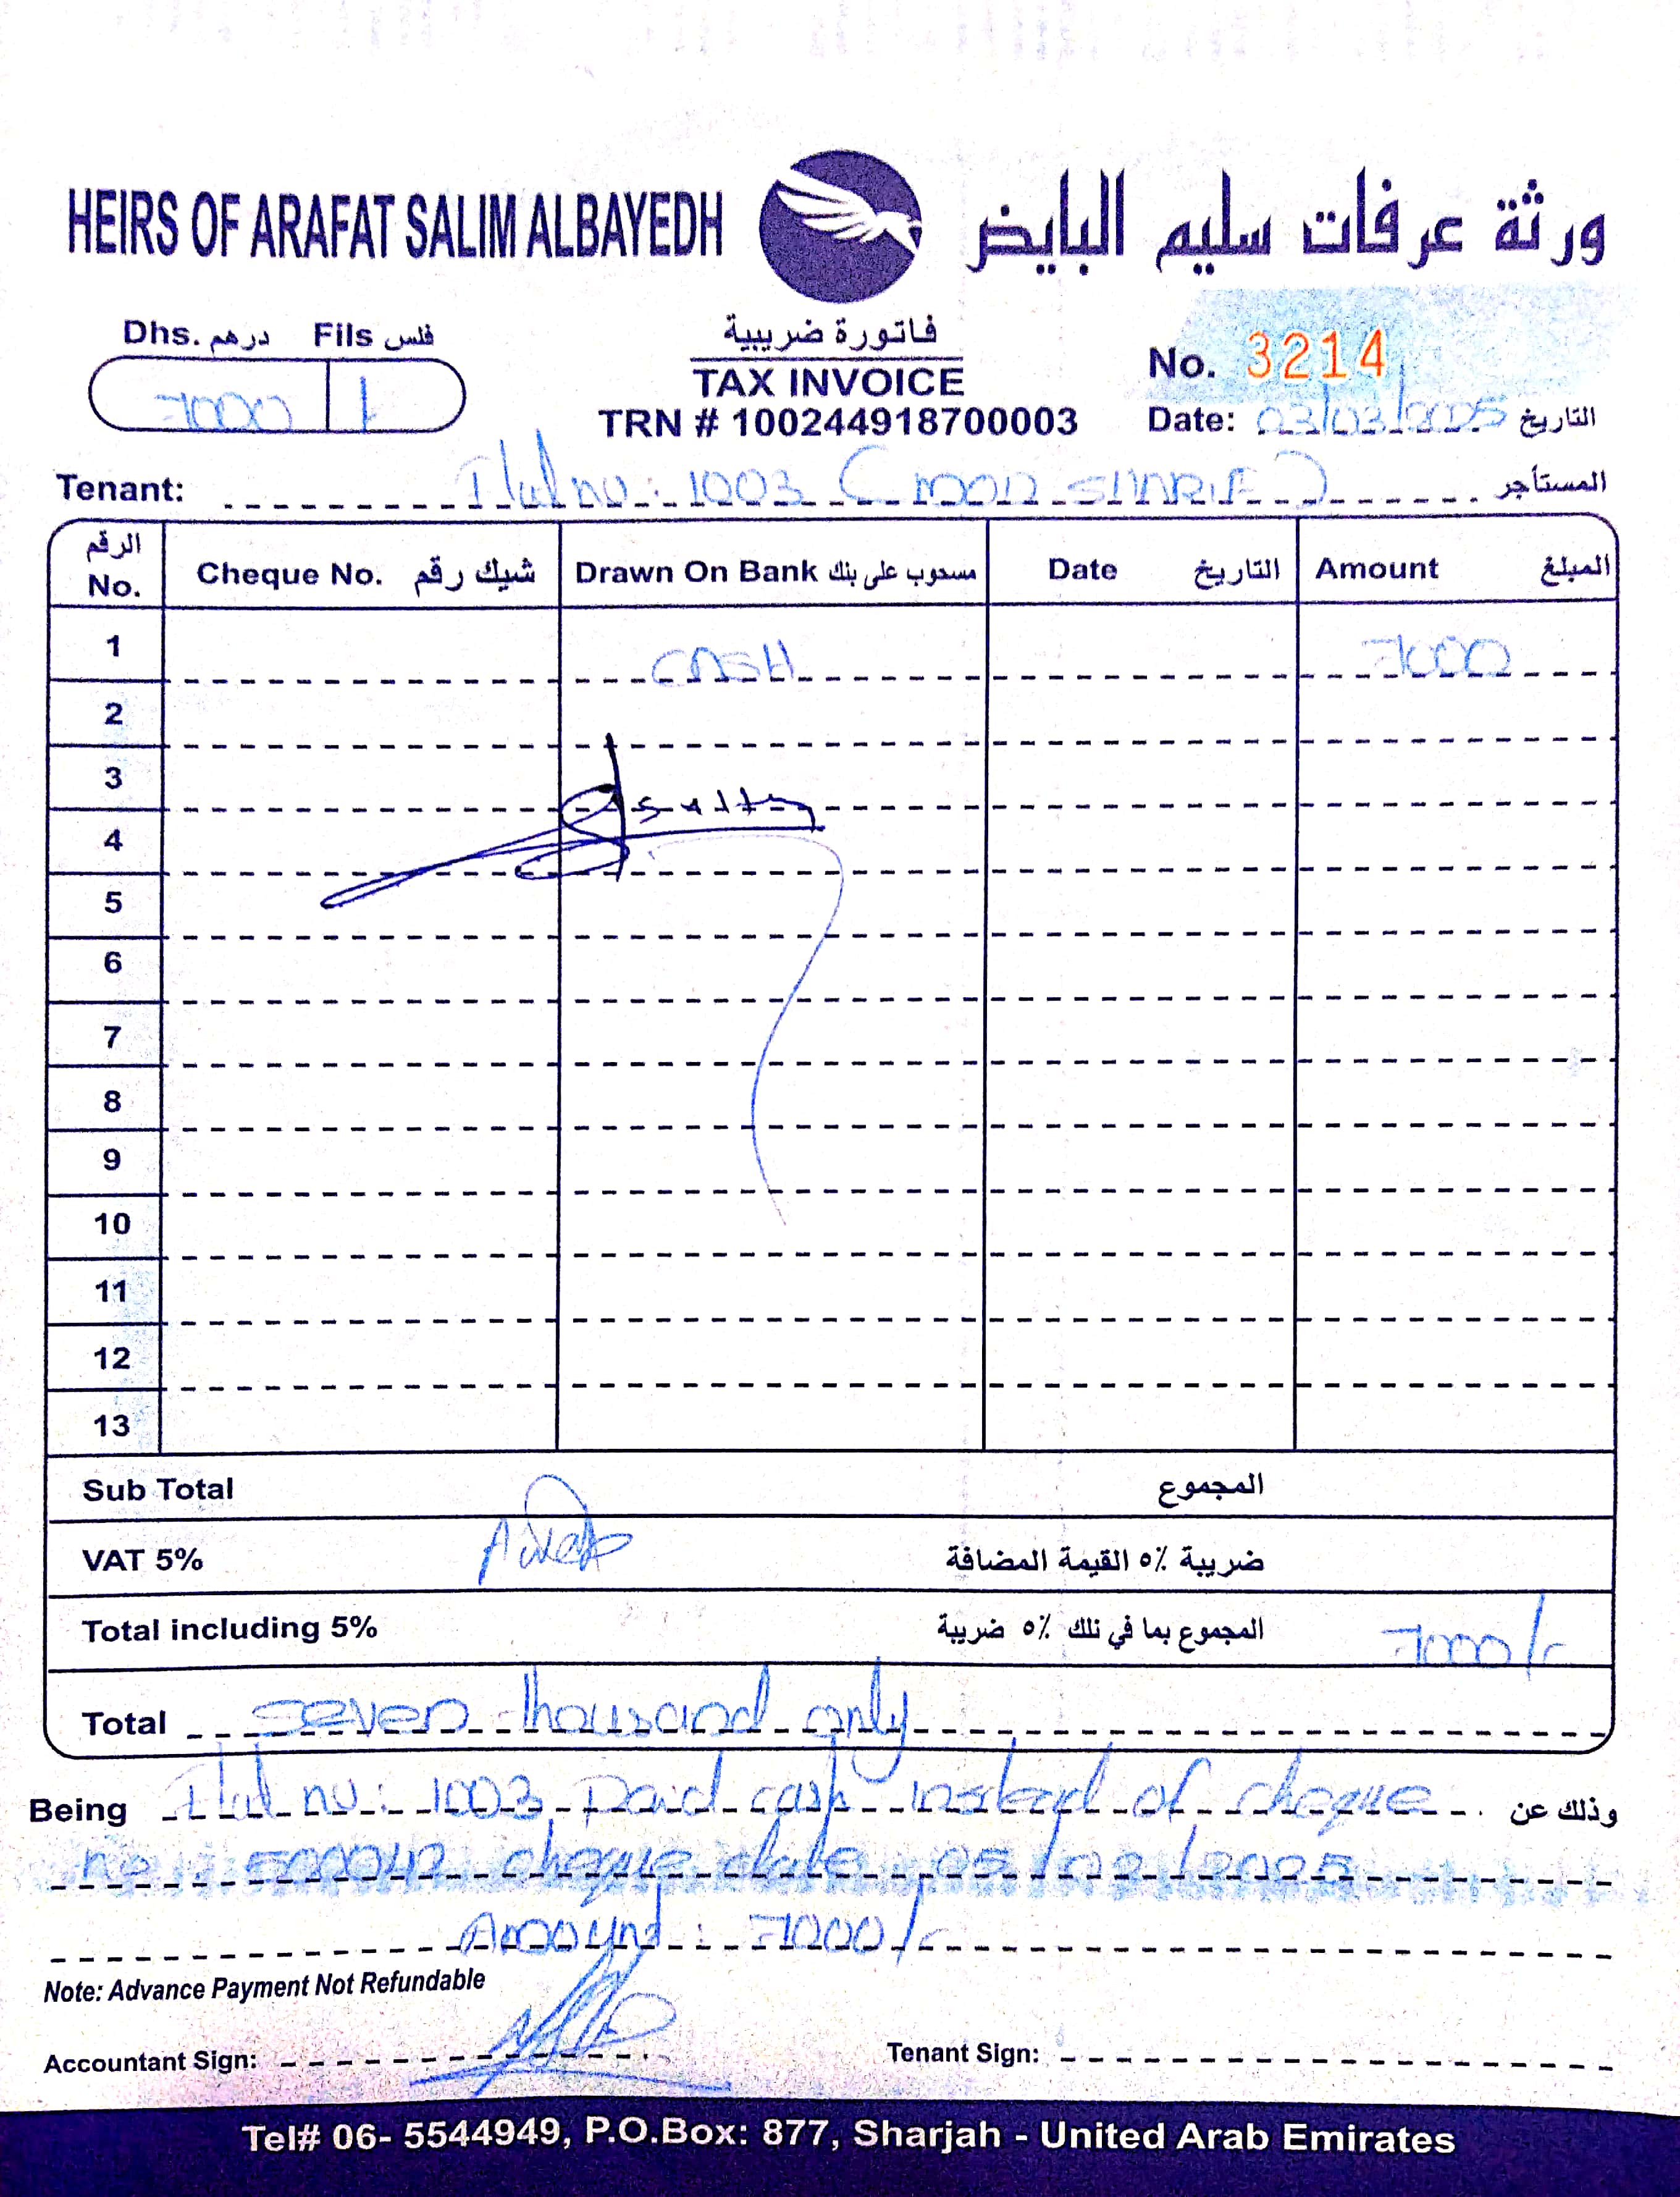 HEIRS OF ARAFAT SALIM ALBAYEDH ورثة عرفات سليم البايض
Dhs. درهم Fils فلس
7000
فاتورة ضريبية
TAX INVOICE
TRN # 100244918700003
No. 3214
Date: 03/03/2025 التاريخ
Tenant: Flat no: 1003 ( ) المستأجر
الرقم No. Cheque No. شيك رقم Drawn On Bank مسحوب على بنك Date التاريخ Amount المبلغ
1 CASH 7000
2
3
4
5
6
7
8
9
10
11
12
13
Sub Total المجموع
VAT 5% ضريبة ٥٪ القيمة المضافة
Total including 5% المجموع بما في ذلك ٥٪ ضريبة 7000/-
Total seven thousand only
Being Flat no: 1003 paid cash instead of cheque وذلك عن
no: cheque date
Amount: 7000/-
Note: Advance Payment Not Refundable
Accountant Sign: Tenant Sign:
Tel# 06- 5544949, P.O.Box: 877, Sharjah - United Arab Emirates